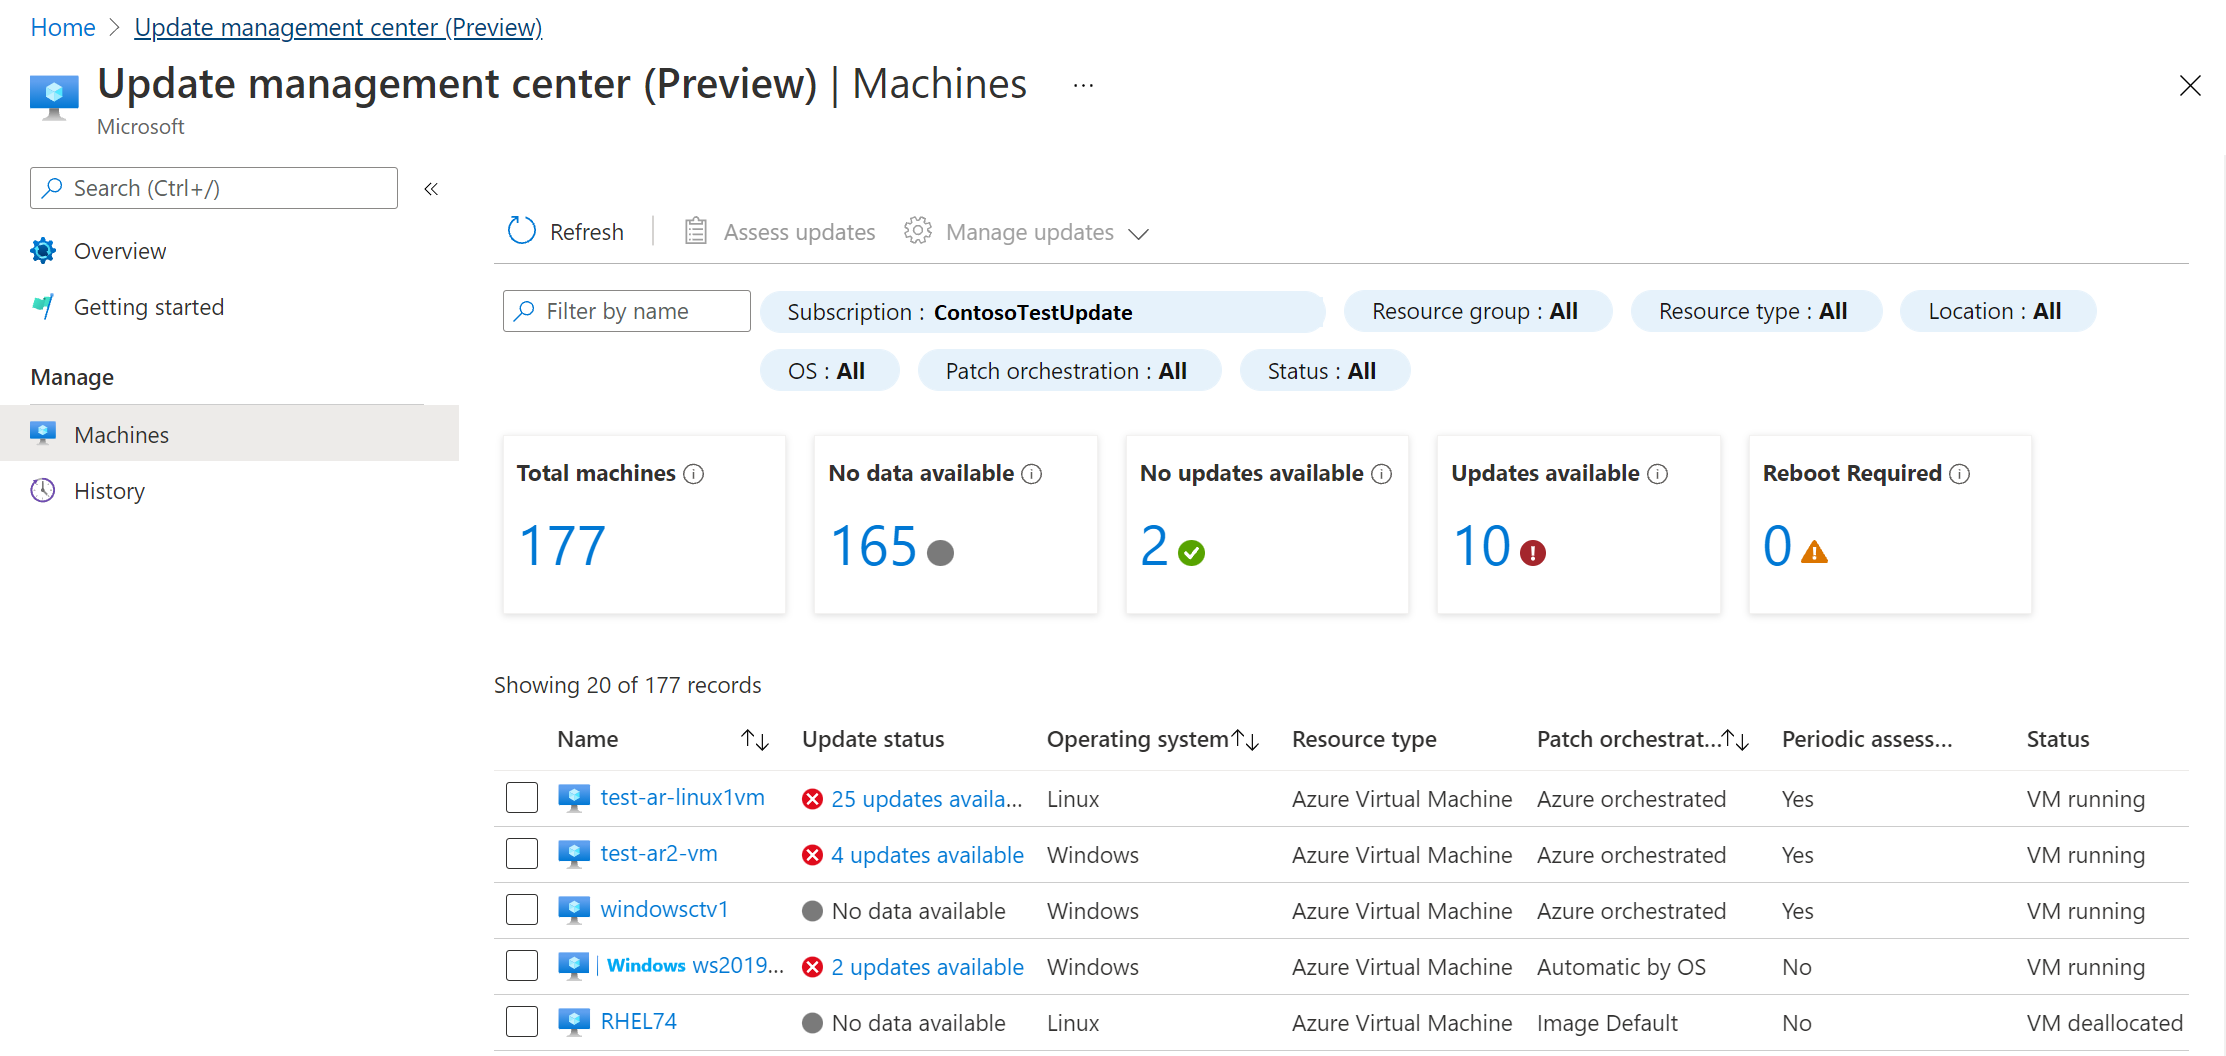 Home > Update management center (Preview)
Update management center (Preview) | Machines ...
Microsoft
Search (Ctrl+/) «
Overview
Getting started
Manage
Machines
History
Refresh | Assess updates Manage updates
Filter by name Subscription : ContosoTestUpdate Resource group : All Resource type : All Location : All
OS : All Patch orchestration : All Status : All
Total machines No data available No updates available Updates available Reboot Required
177 165 2 10 0
Showing 20 of 177 records
Name Update status Operating system Resource type Patch orchestrat... Periodic assess... Status
test-ar-linux1vm 25 updates availa... Linux Azure Virtual Machine Azure orchestrated Yes VM running
test-ar2-vm 4 updates available Windows Azure Virtual Machine Azure orchestrated Yes VM running
windowsctv1 No data available Windows Azure Virtual Machine Azure orchestrated Yes VM running
| Windows ws2019... 2 updates available Windows Azure Virtual Machine Automatic by OS No VM running
RHEL74 No data available Linux Azure Virtual Machine Image Default No VM deallocated